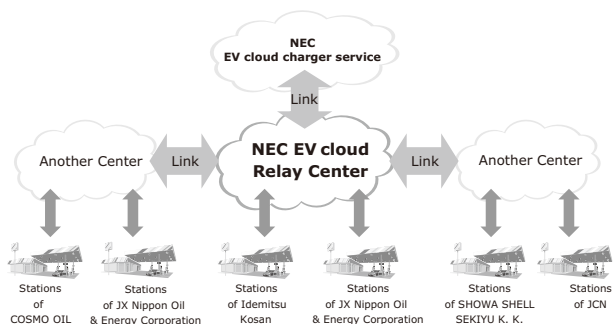 NEC
EV cloud charger service
Link
Another Center
Link
NEC EV cloud
Relay Center
Link
Another Center
Stations
of
COSMO OIL
Stations
of JX Nippon Oil
& Energy Corporation
Stations
of Idemitsu
Kosan
Stations
of JX Nippon Oil
& Energy Corporation
Stations
of SHOWA SHELL
SEKIYU K. K.
Stations
of JCN